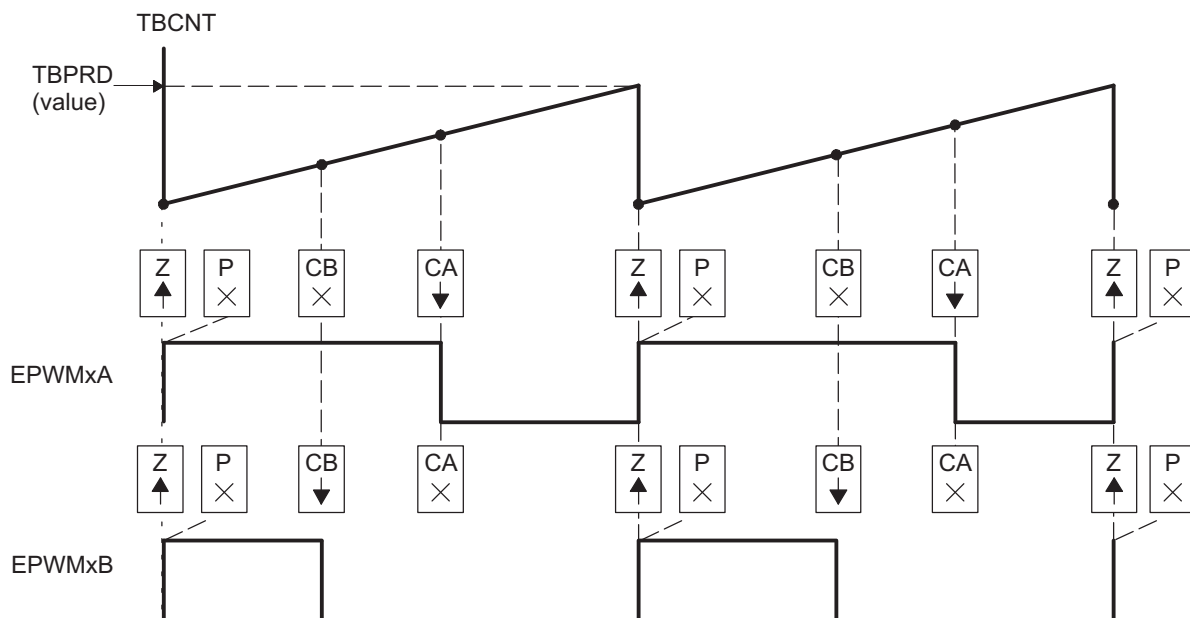 TBCNT
TBPRD
(value)
Z P CB CA Z P CB CA Z P
EPWMxA
Z P CB CA Z P CB CA Z P
EPWMxB